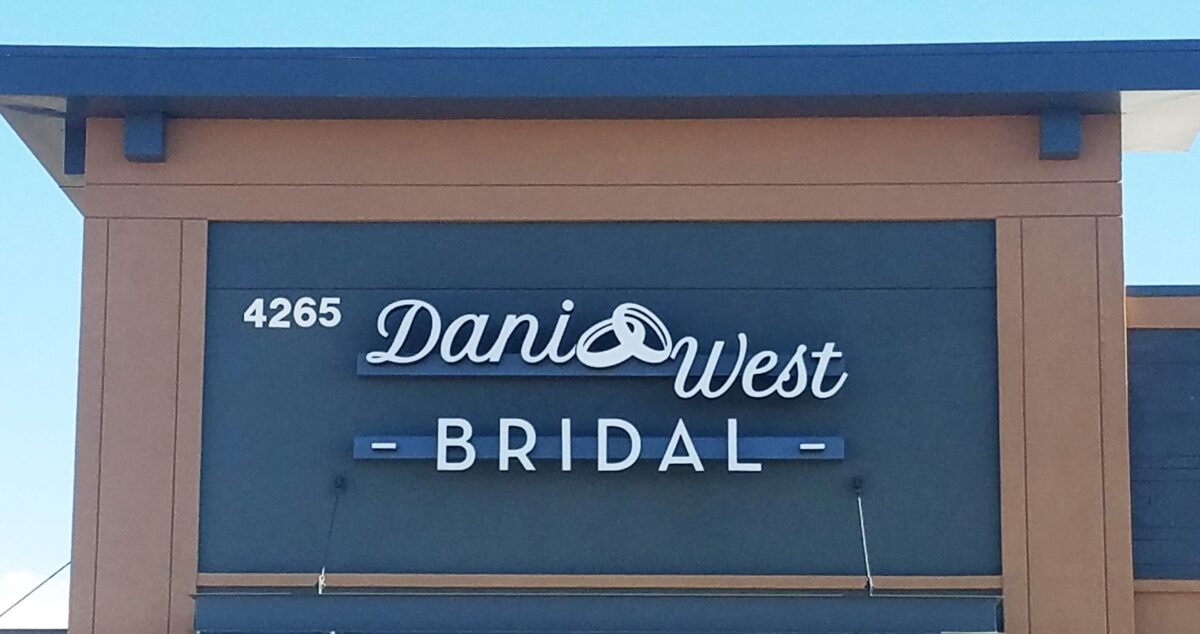 4265
Dani West
- BRIDAL -